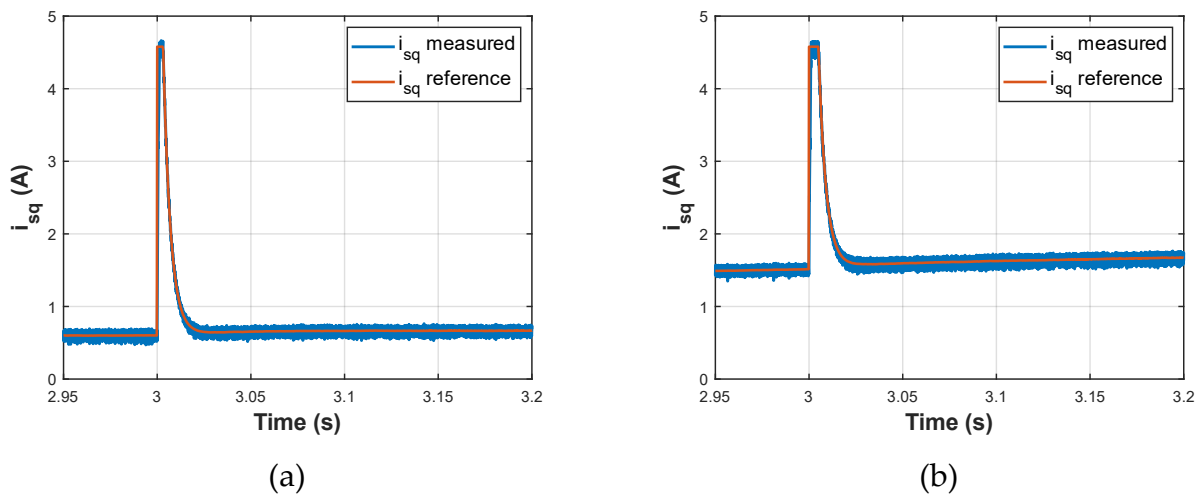 5
4
3
2
1
0
i_sq (A)
i_sq measured
i_sq reference
2.95 3 3.05 3.1 3.15 3.2
Time (s)
(a)
5
4
3
2
1
0
i_sq (A)
i_sq measured
i_sq reference
2.95 3 3.05 3.1 3.15 3.2
Time (s)
(b)